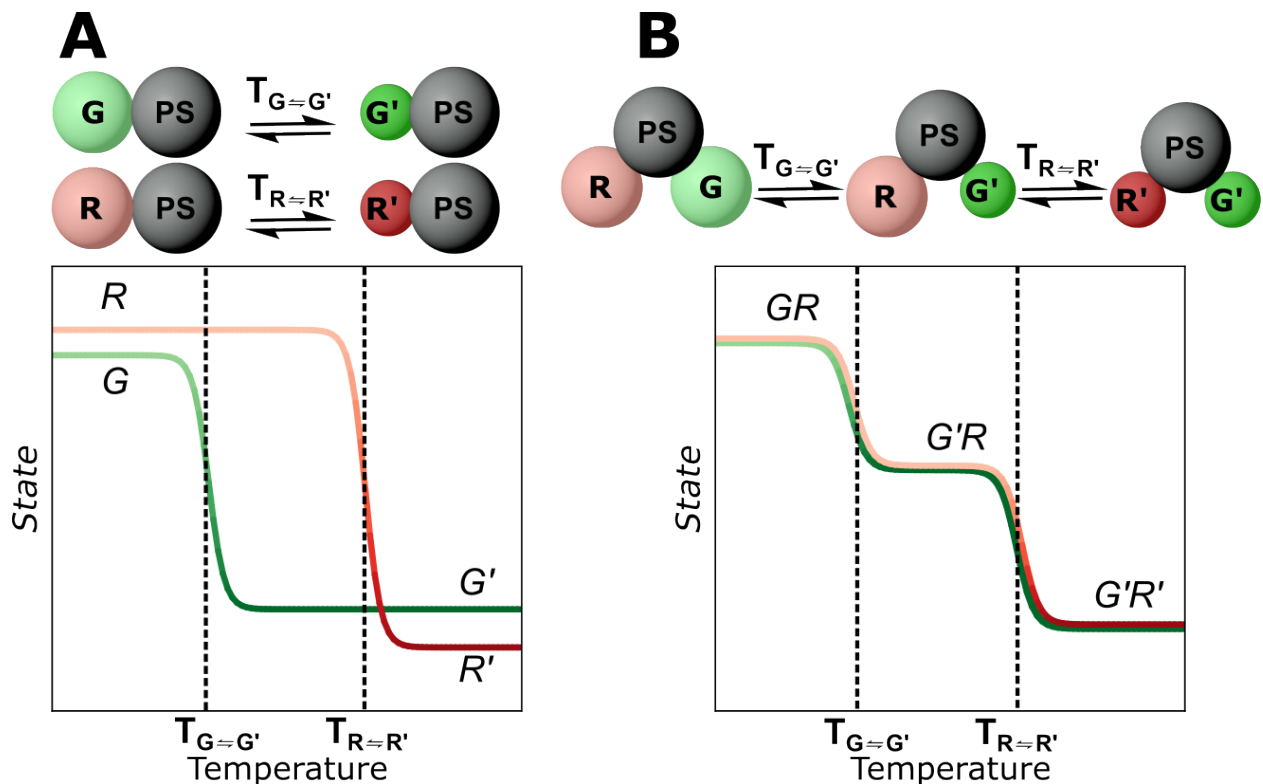 A
G PS T G⇌G' G' PS
R PS T R⇌R' R' PS
R
G
G'
R'
State
T G⇌G' T R⇌R'
Temperature
B
PS PS PS
R G T G⇌G' R G' T R⇌R' R' G'
GR
G'R
G'R'
State
T G⇌G' T R⇌R'
Temperature